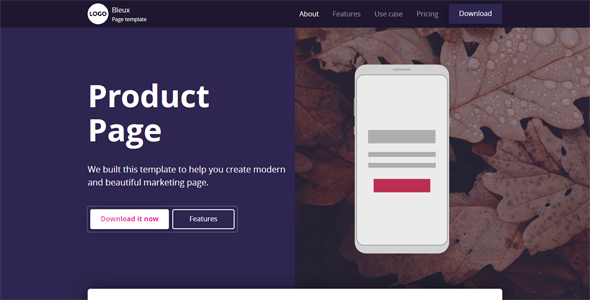 LOGO
Bleux
Page template
About Features Use case Pricing Download
Product
Page
We built this template to help you create modern
and beautiful marketing page.
Download it now Features